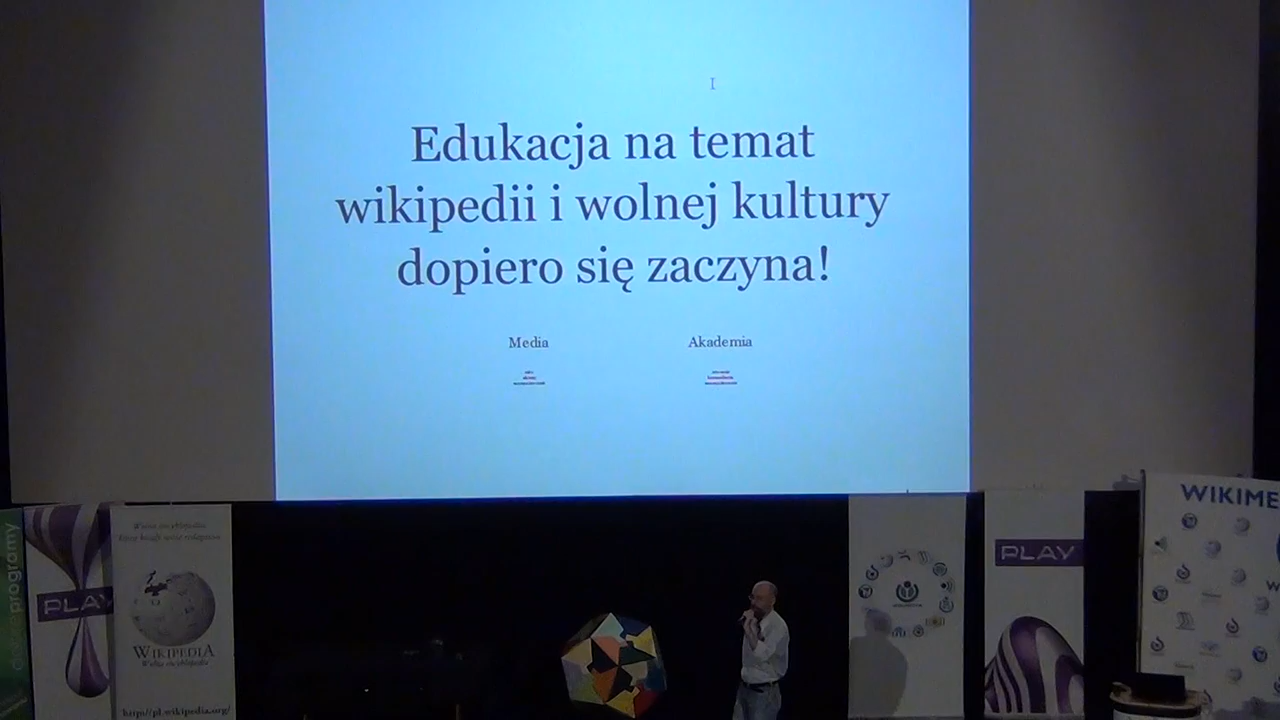 Edukacja na temat
wikipedii i wolnej kultury
dopiero się zaczyna!
Media
Akademia
programy
PLAY
WIKIPEDIA
Wolna encyklopedia
http://pl.wikipedia.org/
PLAY
WIKIME